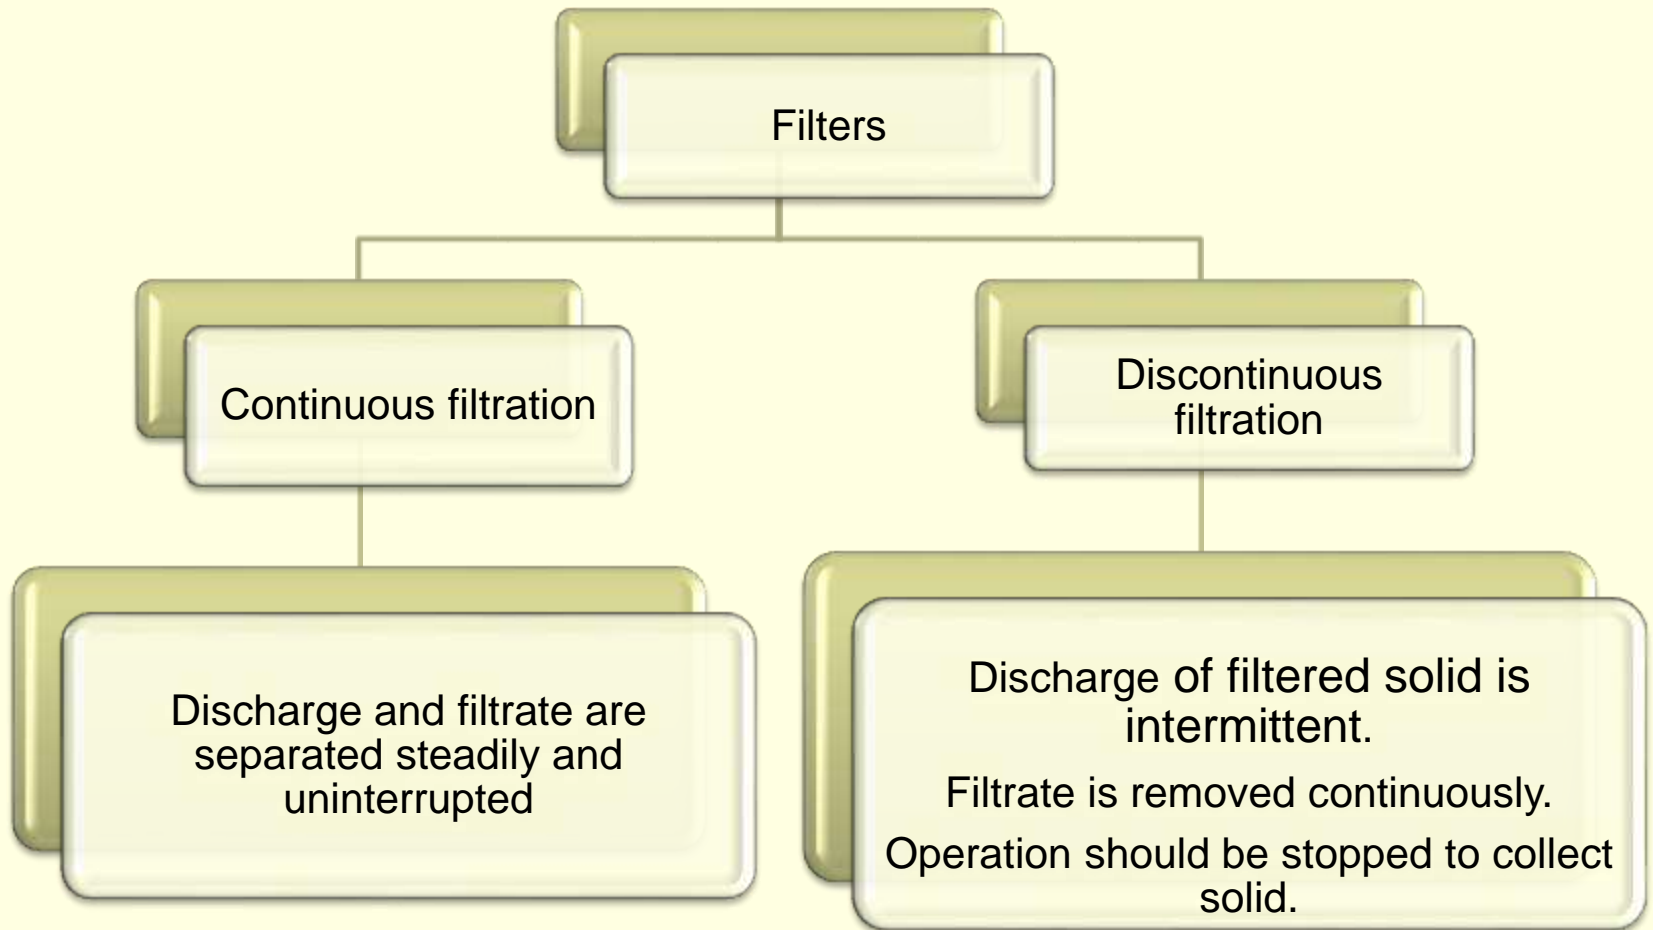 Filters
Continuous filtration
Discontinuous
filtration
Discharge and filtrate are
separated steadily and
uninterrupted
Discharge of filtered solid is
intermittent.
Filtrate is removed continuously.
Operation should be stopped to collect
solid.